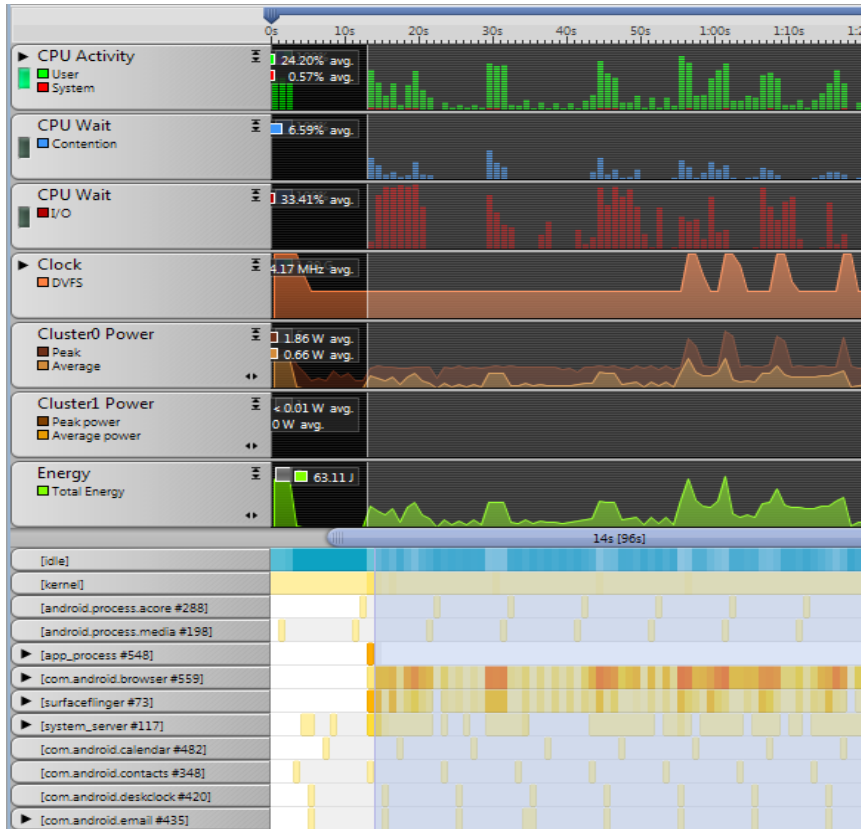 0s 10s 20s 30s 40s 50s 1:00s 1:10s 1:2
CPU Activity
User
System
24.20% avg.
0.57% avg.
CPU Wait
Contention
6.59% avg.
CPU Wait
I/O
33.41% avg.
Clock
DVFS
4.17 MHz avg.
Cluster0 Power
Peak
Average
1.86 W avg.
0.66 W avg.
Cluster1 Power
Peak power
Average power
< 0.01 W avg.
0 W avg.
Energy
Total Energy
63.11 J
14s [96s]
[idle]
[kernel]
[android.process.acore #288]
[android.process.media #198]
[app_process #548]
[com.android.browser #559]
[surfaceflinger #73]
[system_server #117]
[com.android.calendar #482]
[com.android.contacts #348]
[com.android.deskclock #420]
[com.android.email #435]